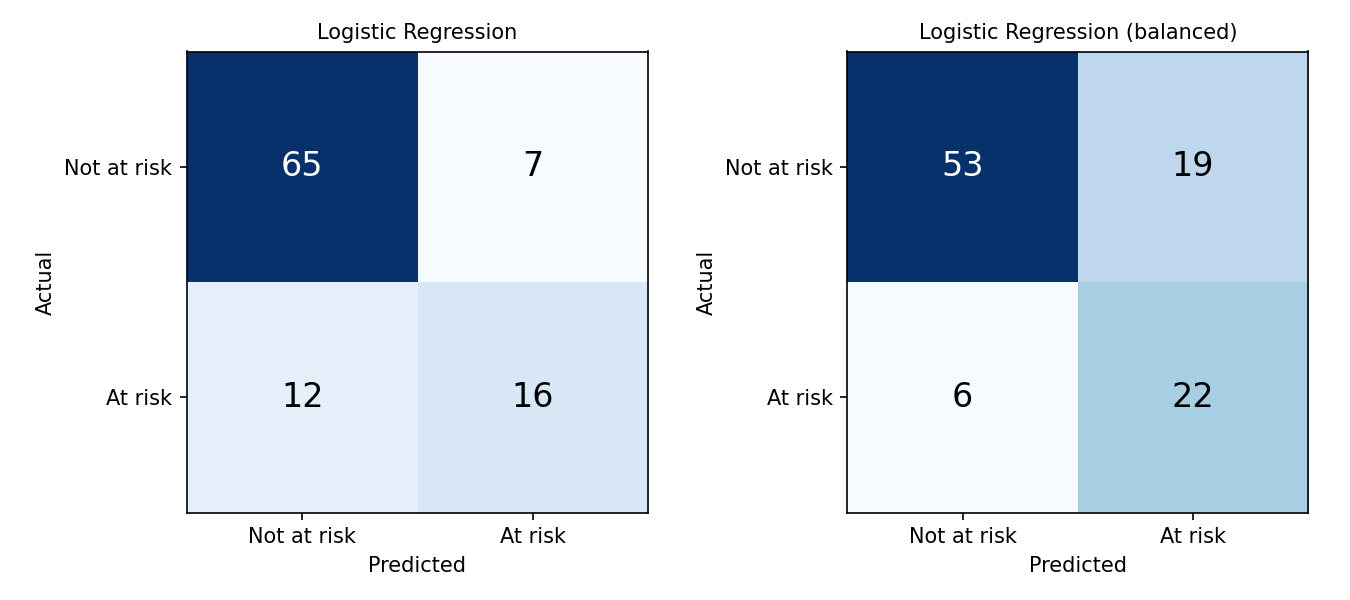 Logistic Regression
Not at risk
65
7
Actual
At risk
12
16
Not at risk
At risk
Predicted
Logistic Regression (balanced)
Not at risk
53
19
Actual
At risk
6
22
Not at risk
At risk
Predicted